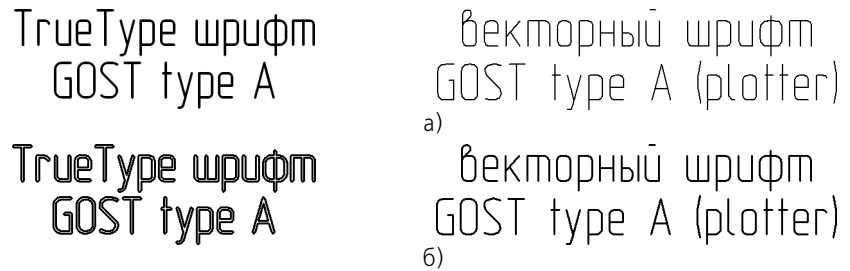 TrueType шрифт
GOST type A
векторный шрифт
GOST type A (plotter)
а)
TrueType шрифт
GOST type A
векторный шрифт
GOST type A (plotter)
б)